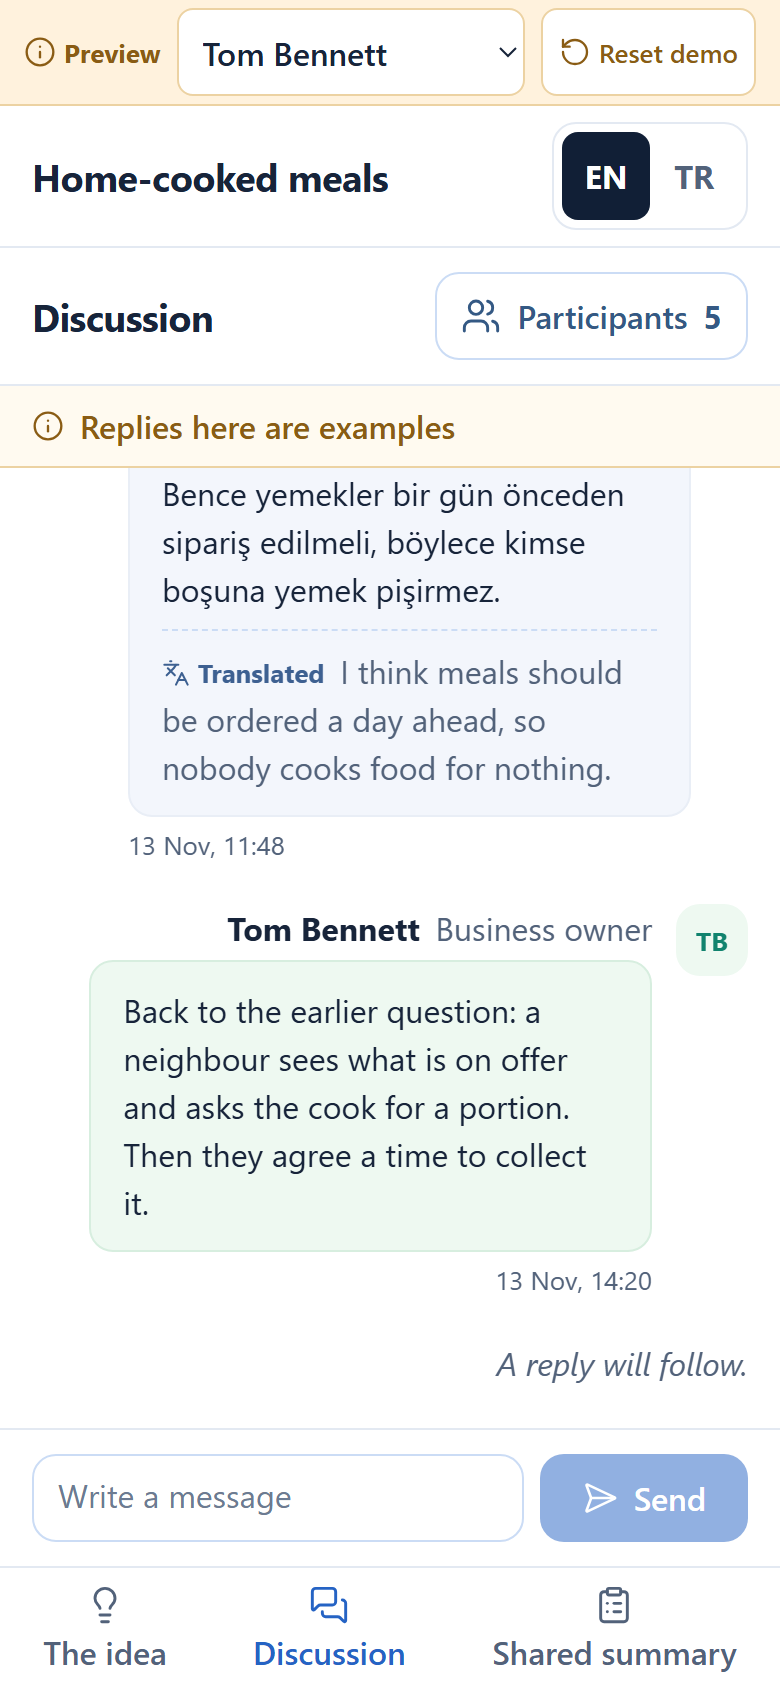 Preview
Tom Bennett
Reset demo
Home-cooked meals
EN
TR
Discussion
Participants 5
Replies here are examples
Bence yemekler bir gün önceden
sipariş edilmeli, böylece kimse
boşuna yemek pişirmez.
Translated I think meals should
be ordered a day ahead, so
nobody cooks food for nothing.
13 Nov, 11:48
Tom Bennett Business owner
TB
Back to the earlier question: a
neighbour sees what is on offer
and asks the cook for a portion.
Then they agree a time to collect
it.
13 Nov, 14:20
A reply will follow.
Write a message
Send
The idea
Discussion
Shared summary